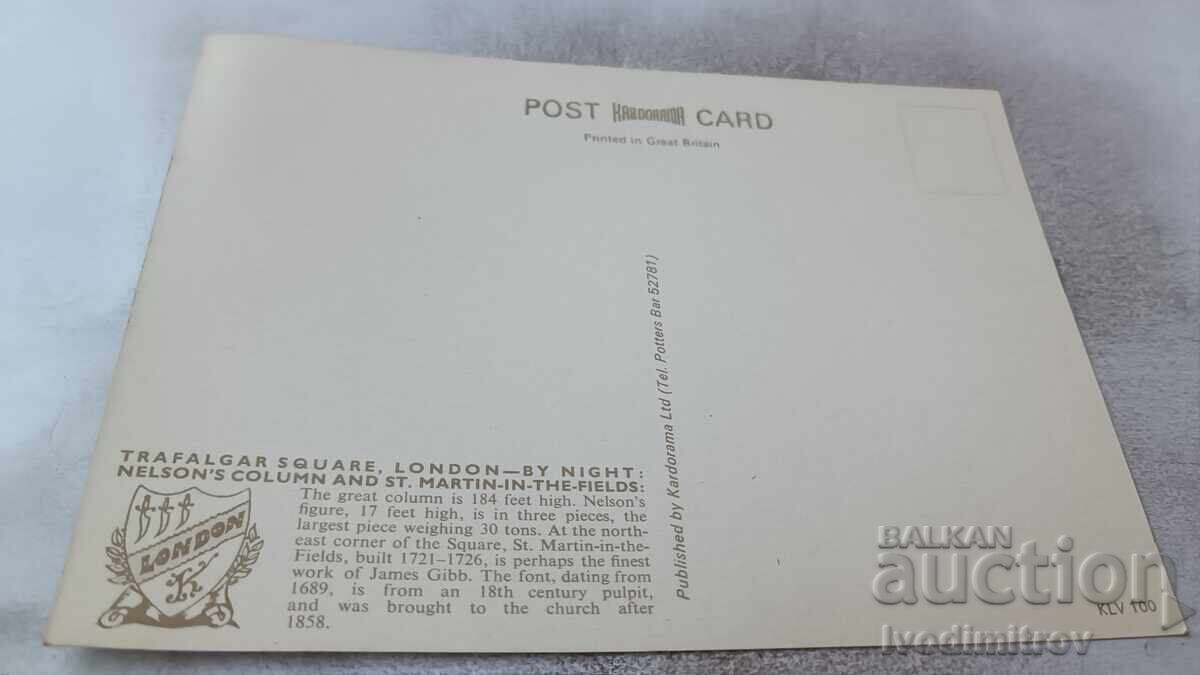 POST KARDORAMA CARD
Printed in Great Britain
Published by Kardorama Ltd (Tel. Potters Bar 52781)
TRAFALGAR SQUARE, LONDON—BY NIGHT:
NELSON'S COLUMN AND ST. MARTIN-IN-THE-FIELDS:
The great column is 184 feet high. Nelson's
figure, 17 feet high, is in three pieces, the
largest piece weighing 30 tons. At the north-
east corner of the Square, St. Martin-in-the-
Fields, built 1721–1726, is perhaps the finest
work of James Gibb. The font, dating from
1689, is from an 18th century pulpit,
and was brought to the church after
1858.
LONDON
K
KLV 100
BALKAN
auction
ivodimitrov